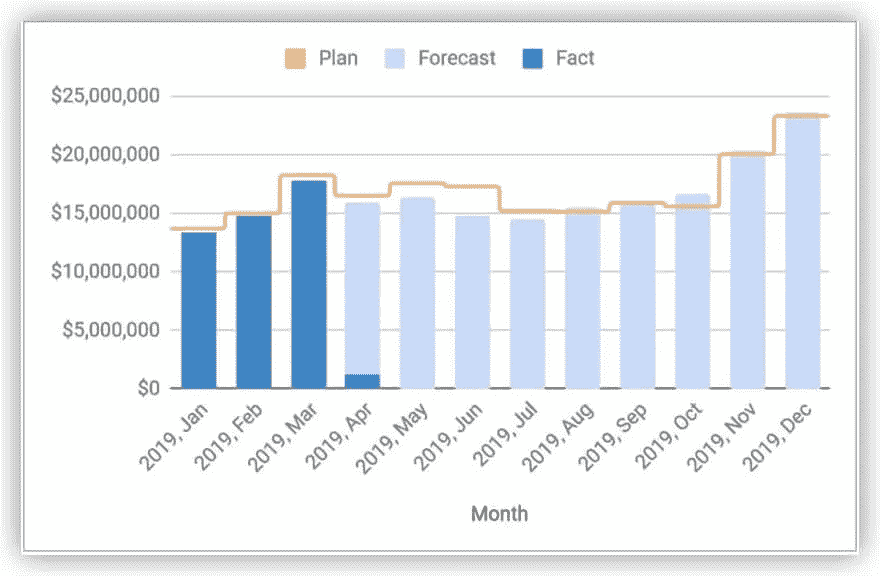 Plan Forecast Fact
$25,000,000
$20,000,000
$15,000,000
$10,000,000
$5,000,000
$0
2019, Jan
2019, Feb
2019, Mar
2019, Apr
2019, May
2019, Jun
2019, Jul
2019, Aug
2019, Sep
2019, Oct
2019, Nov
2019, Dec
Month